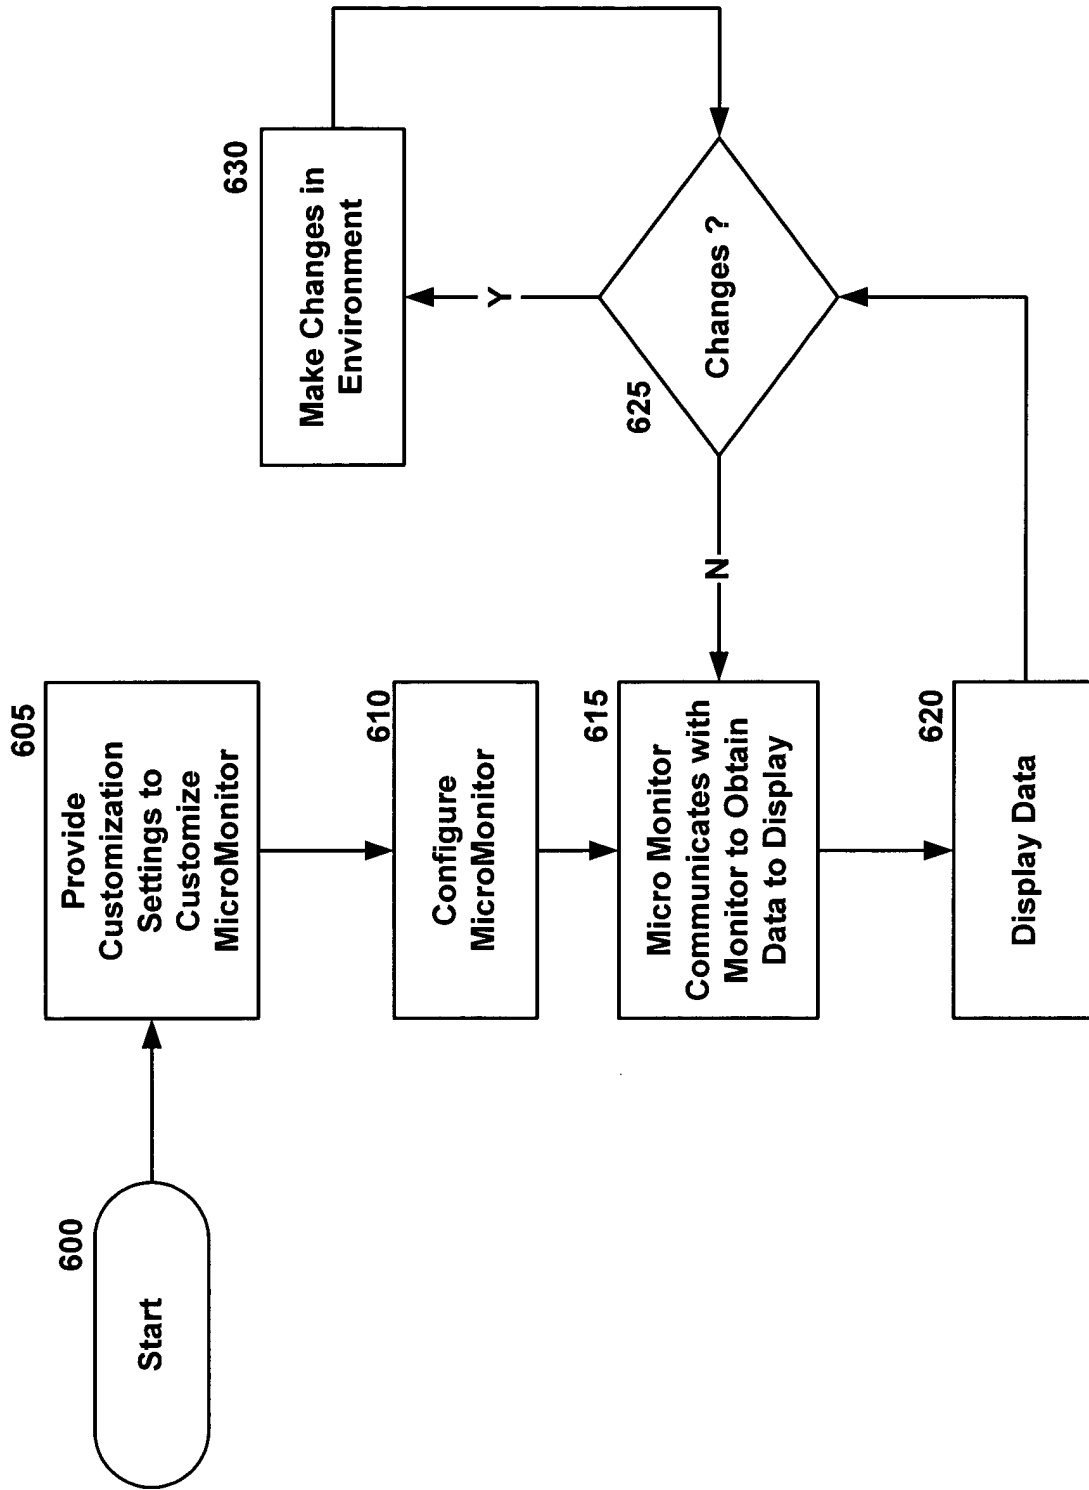 600
Start
605
Provide
Customization
Settings to
Customize
MicroMonitor
610
Configure
MicroMonitor
615
Micro Monitor
Communicates with
Monitor to Obtain
Data to Display
620
Display Data
625
Changes ?
Y
N
630
Make Changes in
Environment